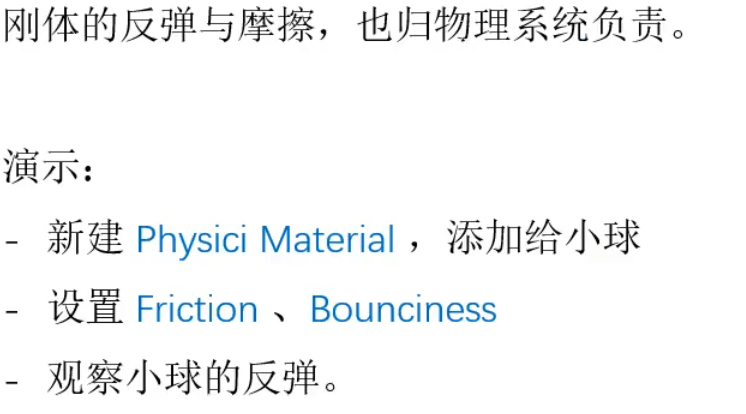 刚体的反弹与摩擦，也归物理系统负责。
演示：
- 新建 Physici Material ，添加给小球
- 设置 Friction 、Bounciness
- 观察小球的反弹。